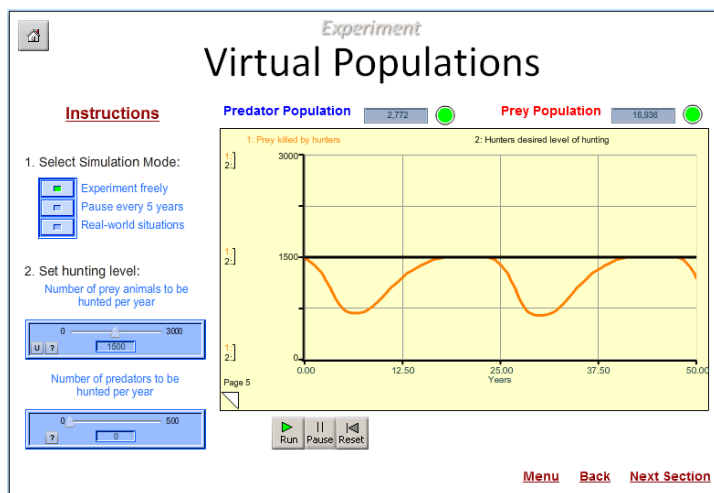 Experiment
Virtual Populations
Instructions
Predator Population 2,772
Prey Population 16,936
1: Prey killed by hunters
2: Hunters desired level of hunting
1. Select Simulation Mode:
Experiment freely
Pause every 5 years
Real-world situations
2. Set hunting level:
Number of prey animals to be
hunted per year
0 3000
U ? 1500
Number of predators to be
hunted per year
0 500
? 0
1:
2:
3000
1:
2:
1500
1:
2:
0
0.00 12.50 25.00 37.50 50.00
Years
Page 5
Run Pause Reset
Menu Back Next Section